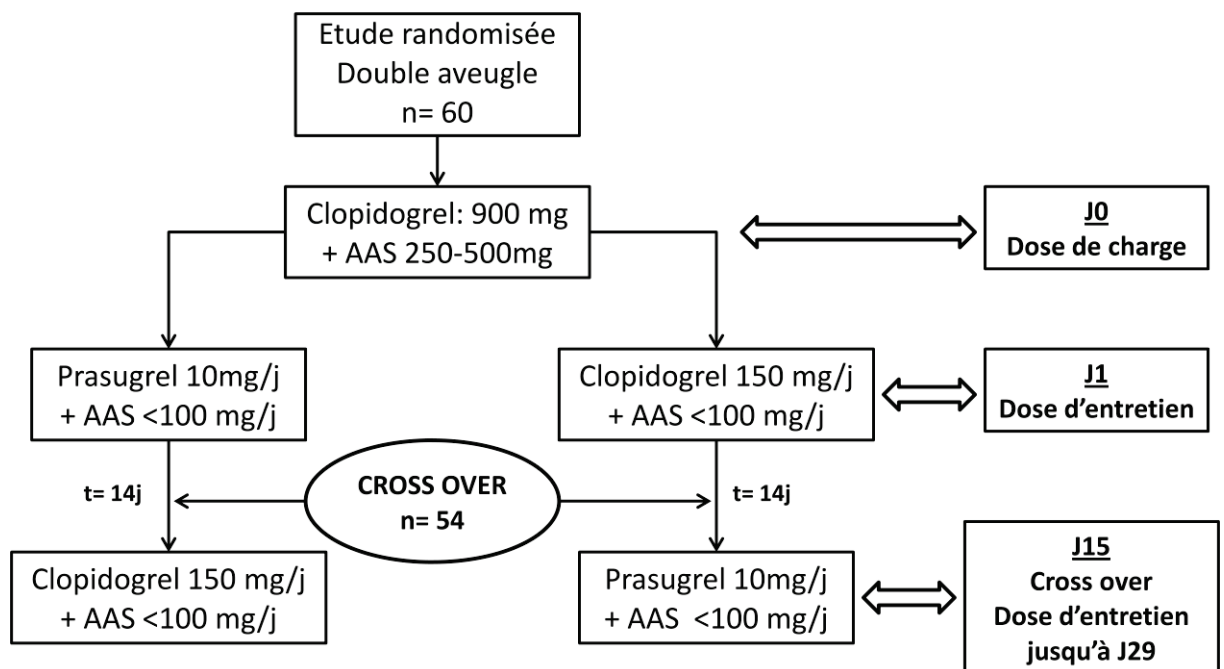 Etude randomisée
Double aveugle
n= 60
Clopidogrel: 900 mg
+ AAS 250-500mg
J0
Dose de charge
Prasugrel 10mg/j
+ AAS <100 mg/j
Clopidogrel 150 mg/j
+ AAS <100 mg/j
J1
Dose d’entretien
t= 14j
CROSS OVER
n= 54
t= 14j
Clopidogrel 150 mg/j
+ AAS <100 mg/j
Prasugrel 10mg/j
+ AAS <100 mg/j
J15
Cross over
Dose d’entretien
jusqu’à J29